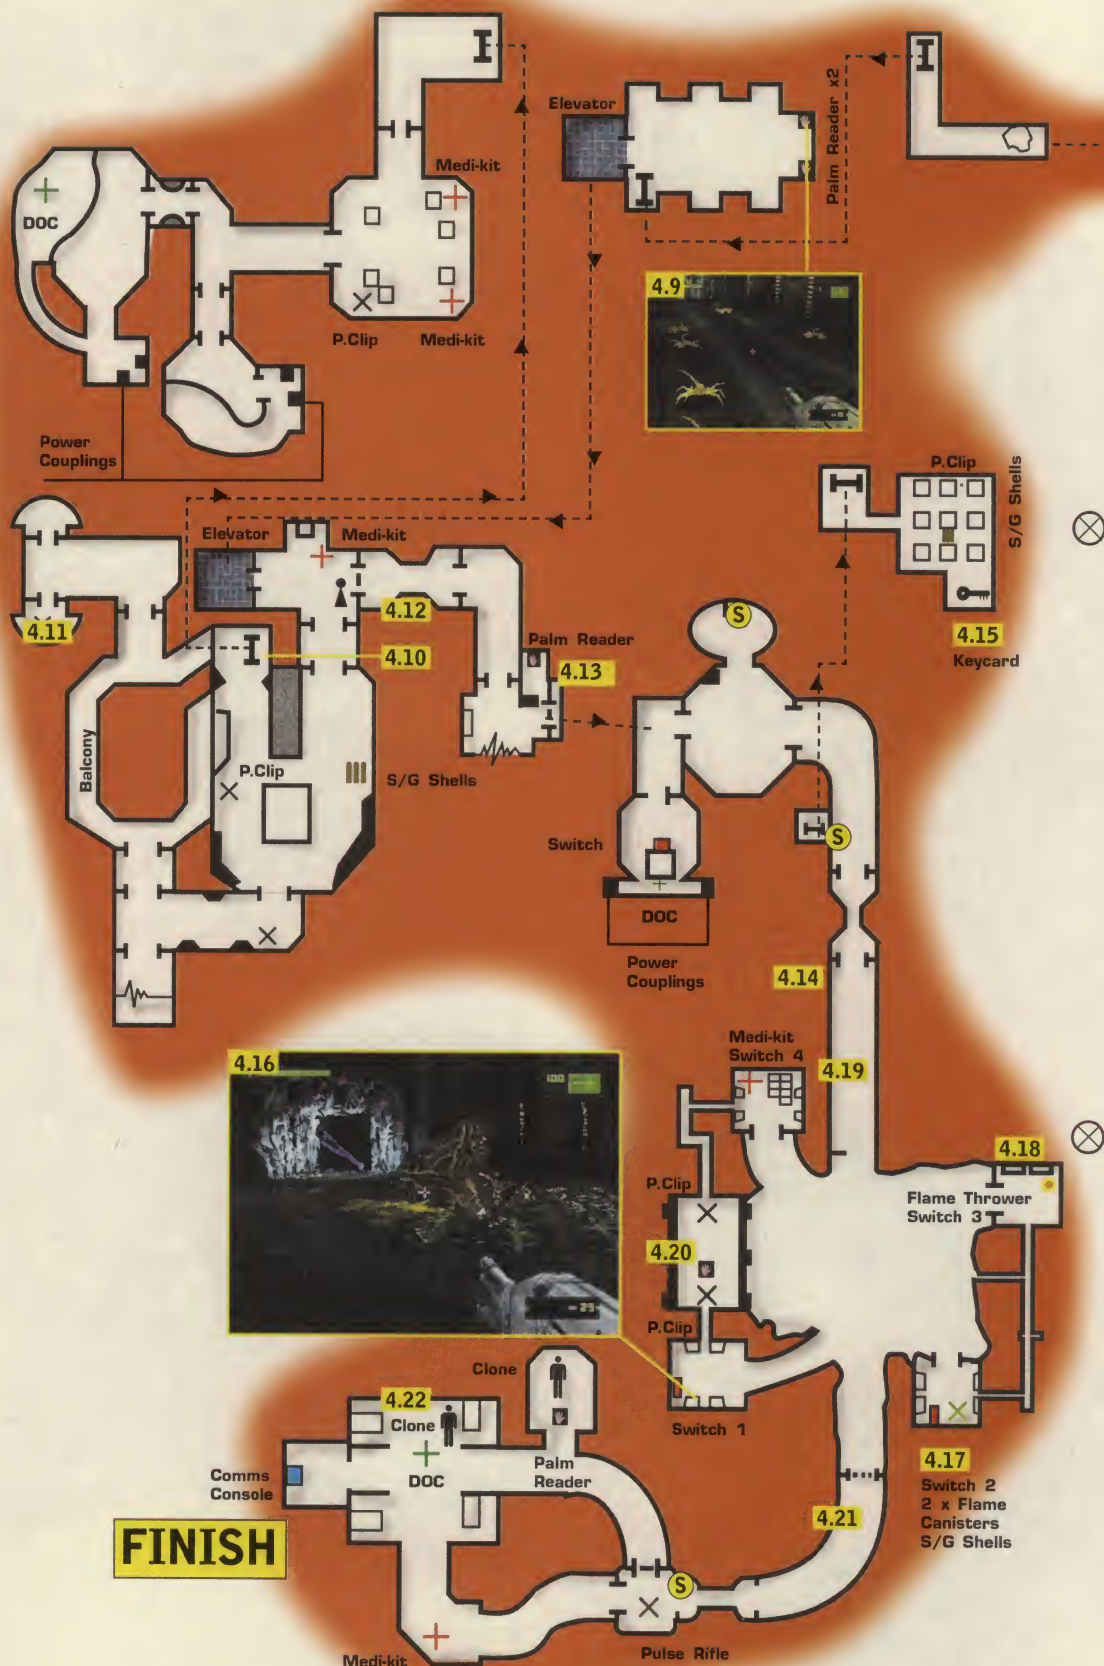 Elevator
Palm Reader x2
Medi-kit
DOC
4.9
P.Clip
Medi-kit
Power
Couplings
P.Clip
S/G Shells
Elevator
Medi-kit
4.11
4.12
Palm Reader
4.13
4.10
4.15
Keycard
S
Balcony
P.Clip
S/G Shells
Switch
S
DOC
Power
Couplings
4.14
Medi-kit
Switch 4
4.16
100
4.19
4.18
P.Clip
Flame Thrower
Switch 3
4.20
P.Clip
Clone
Switch 1
4.22
Clone
DOC
Palm
Reader
Comms
Console
4.17
Switch 2
2 x Flame
Canisters
S/G Shells
4.21
FINISH
S
Pulse Rifle
Medi-kit